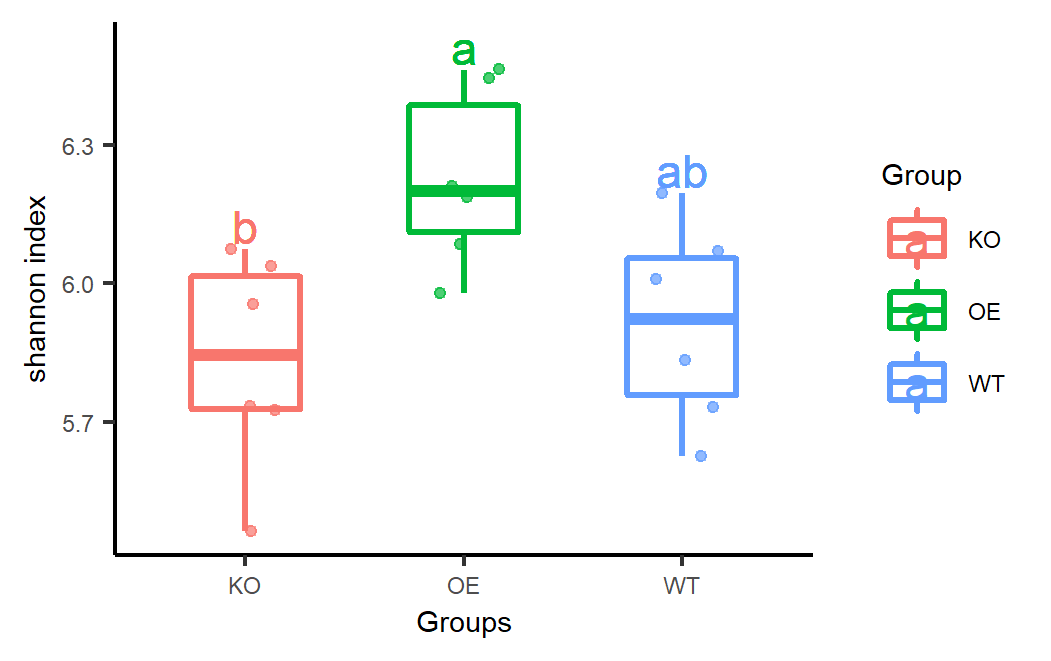 a
ab
b
6.3
6.0
5.7
shannon index
KO
OE
WT
Groups
Group
a
KO
a
OE
a
WT